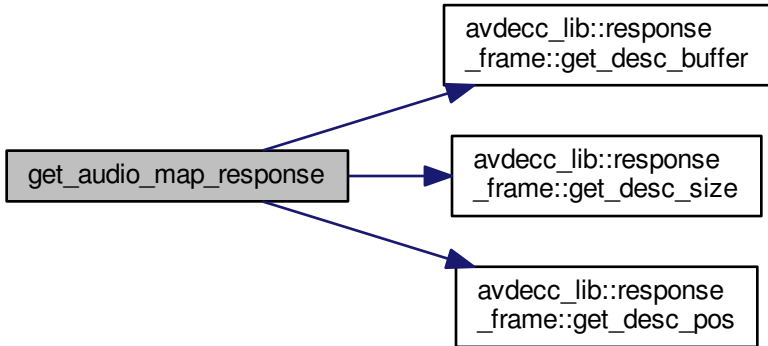 avdecc_lib::response
_frame::get_desc_buffer
get_audio_map_response
avdecc_lib::response
_frame::get_desc_size
avdecc_lib::response
_frame::get_desc_pos